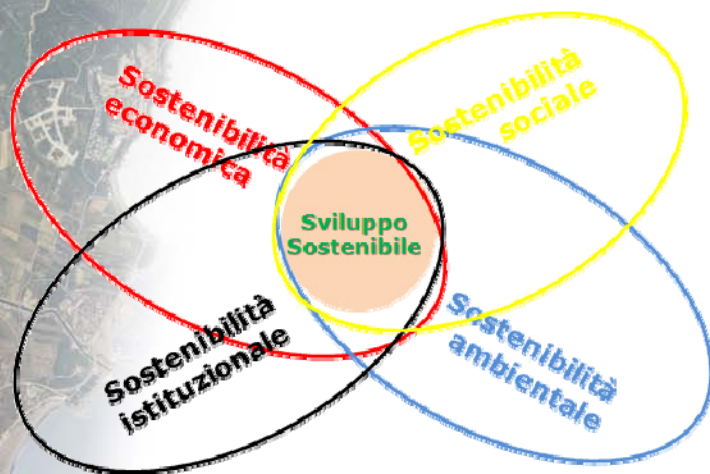 Sostenibilità
economica
Sostenibilità
sociale
Sviluppo
Sostenibile
Sostenibilità
istituzionale
Sostenibilità
ambientale